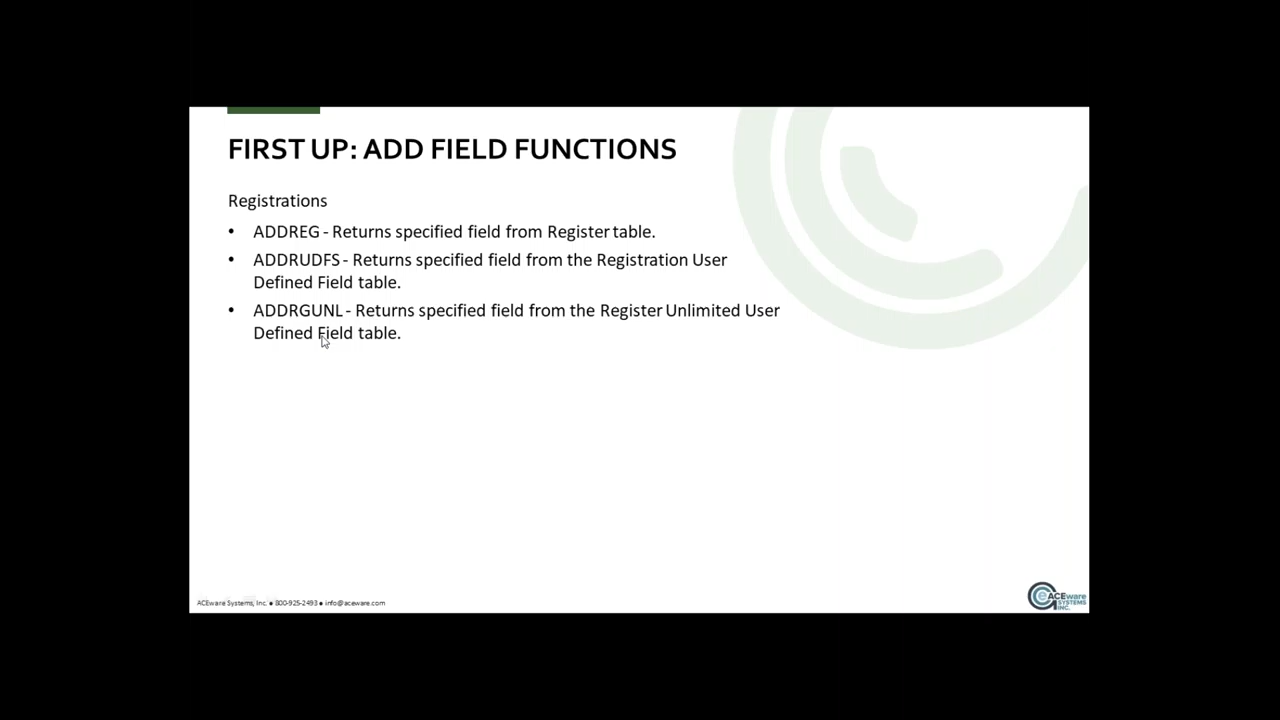 FIRST UP: ADD FIELD FUNCTIONS
Registrations
• ADDREG - Returns specified field from Register table.
• ADDRUDFS - Returns specified field from the Registration User
Defined Field table.
• ADDRGUNL - Returns specified field from the Register Unlimited User
Defined Field table.
ACEware Systems, Inc. ● 800-925-2493 ● info@aceware.com
ACEware
SYSTEMS
INC.